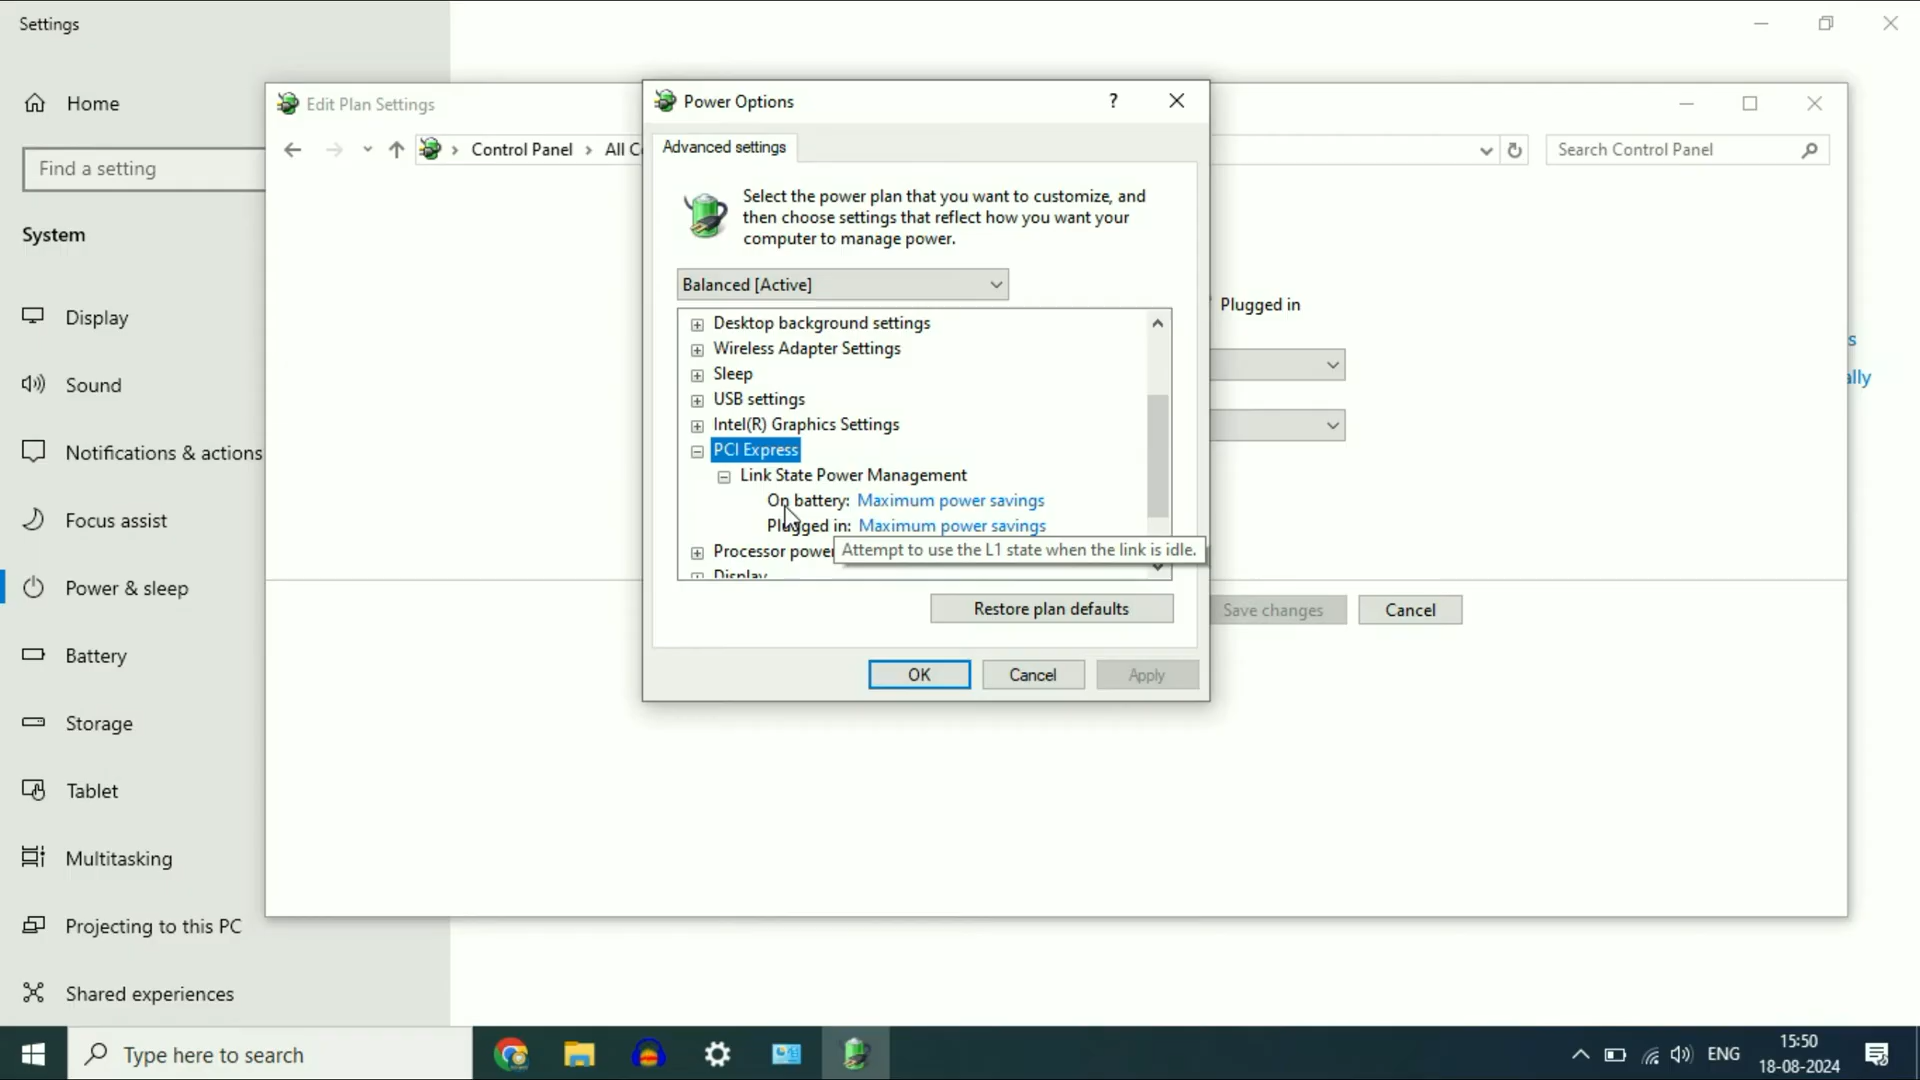 Settings
Home
Find a setting
System
Display
Sound
Notifications & actions
Focus assist
Power & sleep
Battery
Storage
Tablet
Multitasking
Projecting to this PC
Shared experiences
Edit Plan Settings
Control Panel
All C
Search Control Panel
Plugged in
s
ally
Save changes
Cancel
Power Options
?
Advanced settings
Select the power plan that you want to customize, and
then choose settings that reflect how you want your
computer to manage power.
Balanced [Active]
Desktop background settings
Wireless Adapter Settings
Sleep
USB settings
Intel(R) Graphics Settings
PCI Express
Link State Power Management
On battery: Maximum power savings
Plugged in: Maximum power savings
Attempt to use the L1 state when the link is idle.
Processor power
Display
Restore plan defaults
OK
Cancel
Apply
Type here to search
ENG
15:50
18-08-2024